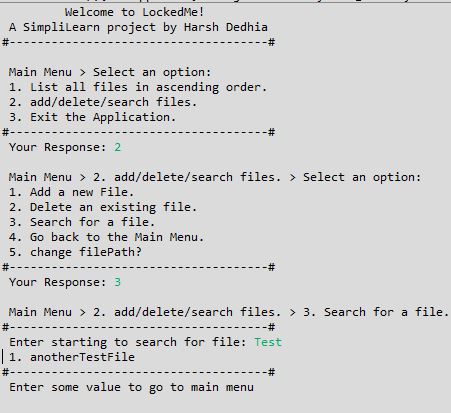 Welcome to LockedMe!
A SimpliLearn project by Harsh Dedhia
#-----------------------------------#
Main Menu > Select an option:
1. List all files in ascending order.
2. add/delete/search files.
3. Exit the Application.
#-----------------------------------#
Your Response: 2
Main Menu > 2. add/delete/search files. > Select an option:
1. Add a new File.
2. Delete an existing file.
3. Search for a file.
4. Go back to the Main Menu.
5. change filePath?
#-----------------------------------#
Your Response: 3
Main Menu > 2. add/delete/search files. > 3. Search for a file.
#-----------------------------------#
Enter starting to search for file: Test
1. anotherTestFile
#-----------------------------------#
Enter some value to go to main menu